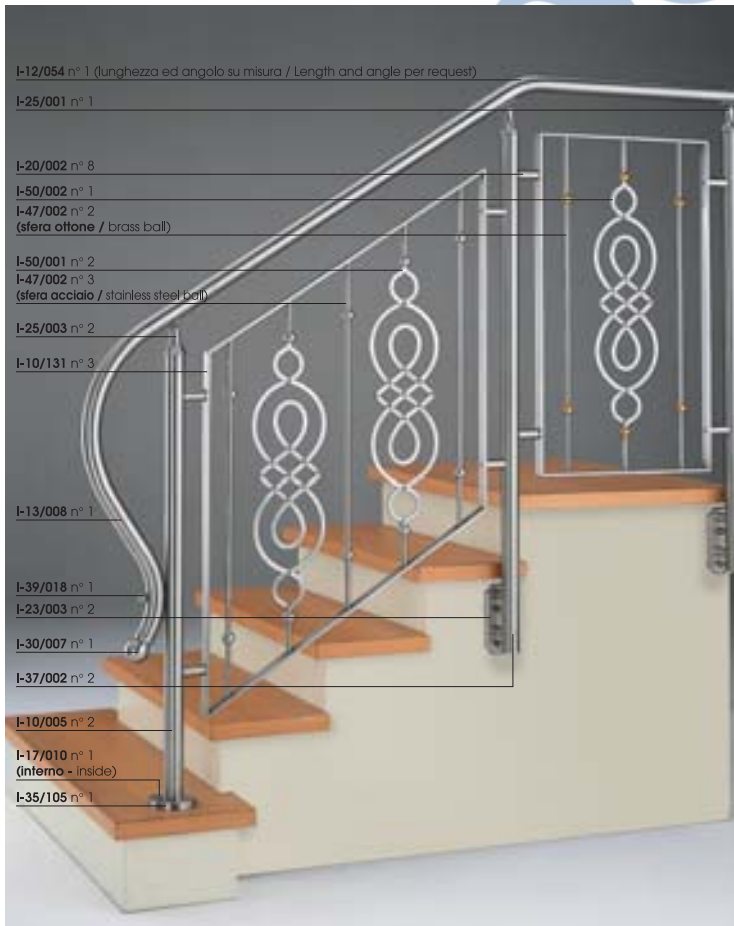 I-12/054 n° 1 (lunghezza ed angolo su misura / Length and angle per request)
I-25/001 n° 1
I-20/002 n° 8
I-50/002 n° 1
I-47/002 n° 2
(sfera ottone / brass ball)
I-50/001 n° 2
I-47/002 n° 3
(sfera acciaio / stainless steel ball)
I-25/003 n° 2
I-10/131 n° 3
I-13/008 n° 1
I-39/018 n° 1
I-23/003 n° 2
I-30/007 n° 1
I-37/002 n° 2
I-10/005 n° 2
I-17/010 n° 1
(interno - inside)
I-35/105 n° 1